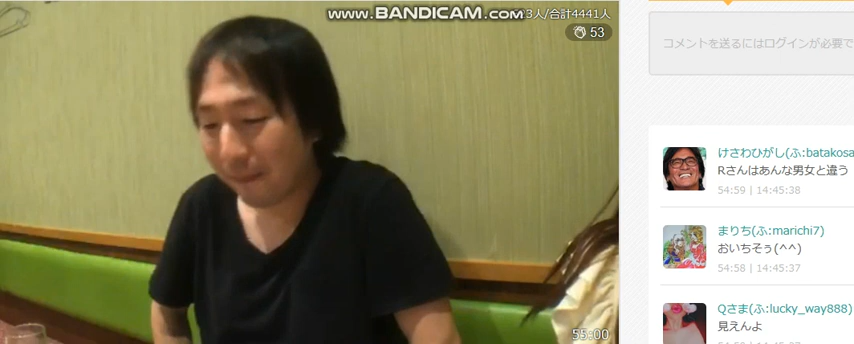 www.BANDICAM.com
人/合計4441人
53
55:00
コメントを送るにはログインが必要で
けさわひがし(ふ:batakosa
Rさんはあんな男女と違う
54:59 | 14:45:38
まりち(ふ:marichi7)
おいちそぅ(^^)
54:58 | 14:45:37
Qさま(ふ:lucky_way888)
見えんよ